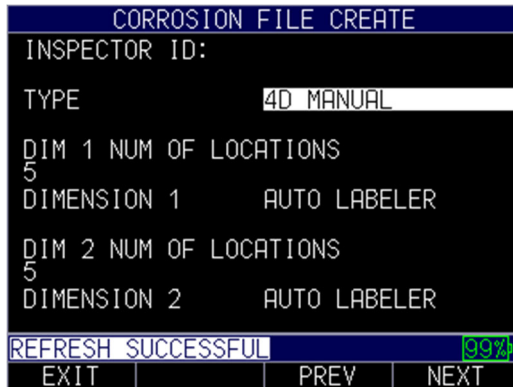 CORROSION FILE CREATE
INSPECTOR ID:
TYPE 4D MANUAL
DIM 1 NUM OF LOCATIONS
5
DIMENSION 1 AUTO LABELER
DIM 2 NUM OF LOCATIONS
5
DIMENSION 2 AUTO LABELER
REFRESH SUCCESSFUL 99%
EXIT PREV NEXT